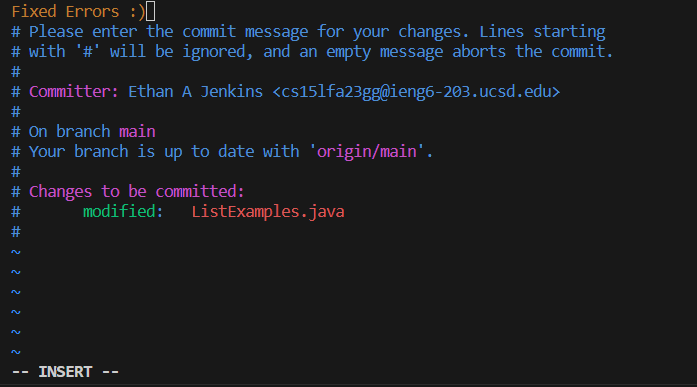 Fixed Errors :)
# Please enter the commit message for your changes. Lines starting
# with '#' will be ignored, and an empty message aborts the commit.
#
# Committer: Ethan A Jenkins <cs15lfa23gg@ieng6-203.ucsd.edu>
#
# On branch main
# Your branch is up to date with 'origin/main'.
#
# Changes to be committed:
#       modified:   ListExamples.java
#
~
~
~
~
~
~
-- INSERT --